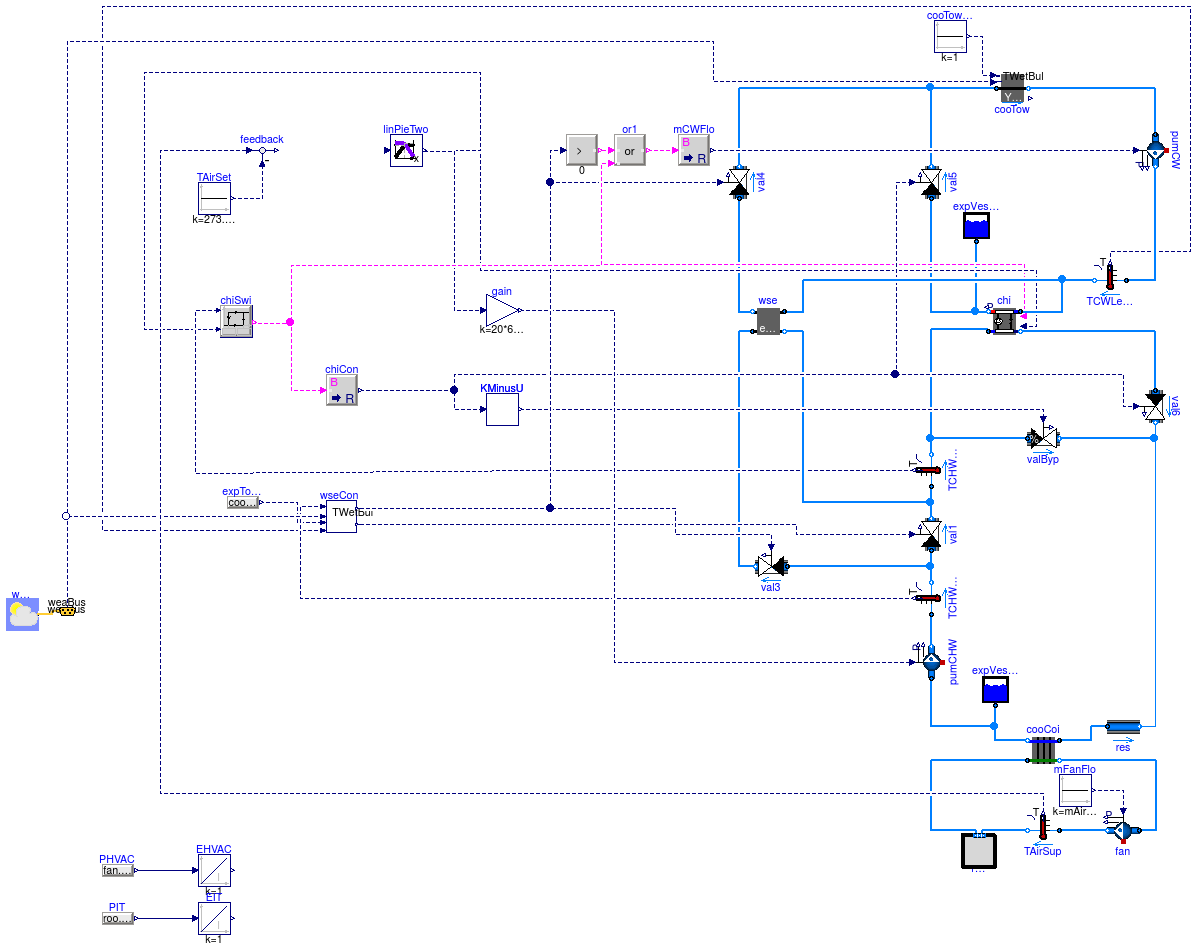 cooTow...
k=1
TWetBul
Y...
cooTow
feedback
-
linPieTwo
x
or1
mCWFlo
>
or
B
R
0
pumCW
TAirSet
k=273....
val4
val5
expVes...
T
TCWLe...
chiSwi
gain
k=20*6...
wse
e...
P
chi
chiCon
B
R
KMinusU
val6
valByp
T
TCHW...
expTo...
coo...
wseCon
TWetBul
val1
val3
w...
weaBus
weaBus
T
TCHW...
P
pumCHW
expVes...
cooCoi
res
mFanFlo
k=mAir...
T
TAirSup
P
fan
PHVAC
fan....
EHVAC
k=1
PIT
roo....
EIT
k=1